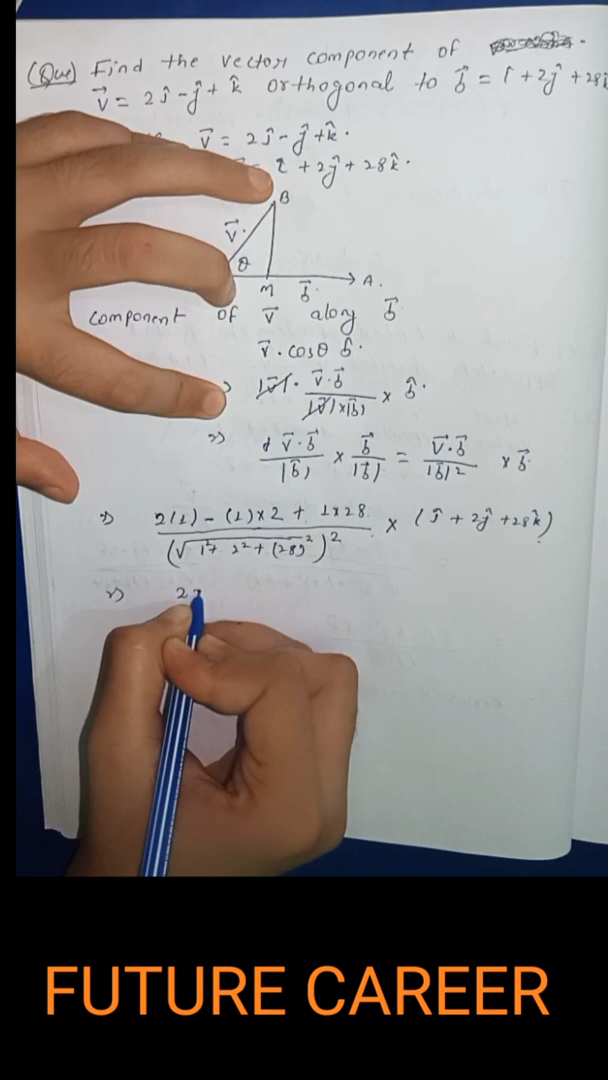 (Que) Find the vector component of
v⃗ = 2î - ĵ + k̂ orthogonal to b⃗ = î + 2ĵ + 28k̂
v⃗ = 2î - ĵ + k̂.
= î + 2ĵ + 28k̂.
B
v⃗.
θ
M b⃗. A.
component of v⃗ along b⃗
v⃗. cosθ b̂.
|v⃗|. v⃗.b⃗ / |v⃗|×|b⃗| × b̂.
⇒ v⃗.b⃗ / |b⃗| × b⃗ / |b⃗| = v⃗.b⃗ / |b⃗|² × b⃗
⇒ 2(1) - (1)×2 + 1×28 / (√1² + 2² + (28)²)² × (î + 2ĵ + 28k̂)
⇒ 2
FUTURE CAREER